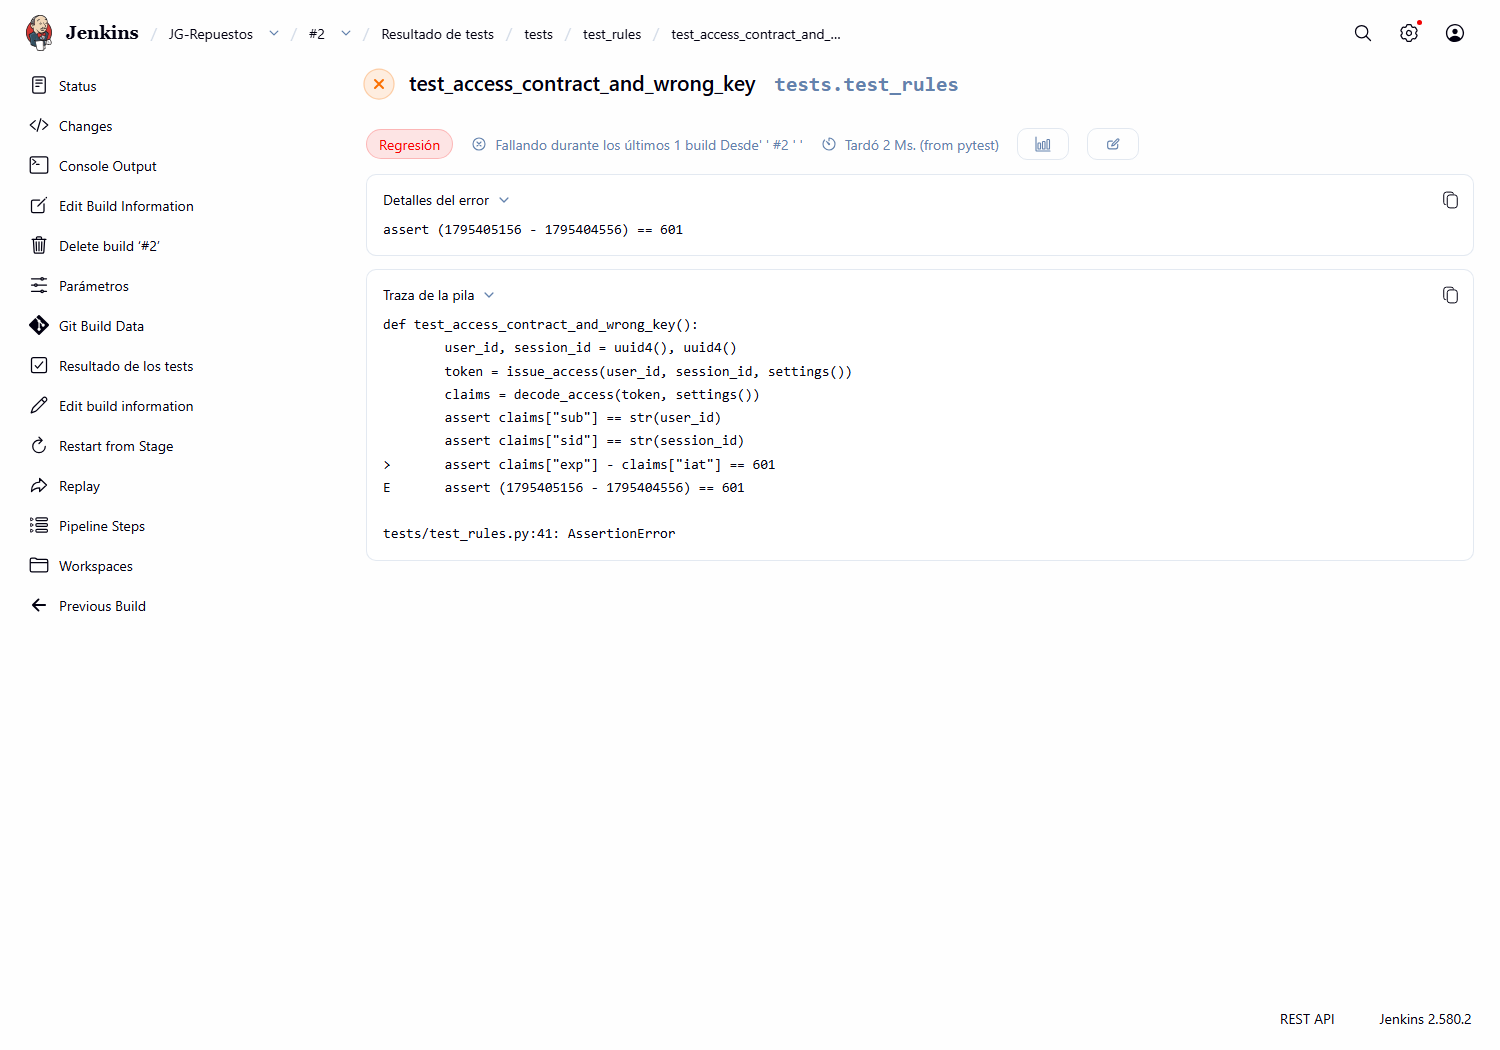 Jenkins / JG-Repuestos / #2 / Resultado de tests / tests / test_rules / test_access_contract_and_...
Status
Changes
Console Output
Edit Build Information
Delete build '#2'
Parámetros
Git Build Data
Resultado de los tests
Edit build information
Restart from Stage
Replay
Pipeline Steps
Workspaces
Previous Build
test_access_contract_and_wrong_key tests.test_rules
Regresión Fallando durante los últimos 1 build Desde' ' #2 ' ' Tardó 2 Ms. (from pytest)
Detalles del error
assert (1795405156 - 1795404556) == 601
Traza de la pila
def test_access_contract_and_wrong_key():
        user_id, session_id = uuid4(), uuid4()
        token = issue_access(user_id, session_id, settings())
        claims = decode_access(token, settings())
        assert claims["sub"] == str(user_id)
        assert claims["sid"] == str(session_id)
>       assert claims["exp"] - claims["iat"] == 601
E       assert (1795405156 - 1795404556) == 601
tests/test_rules.py:41: AssertionError
REST API Jenkins 2.580.2